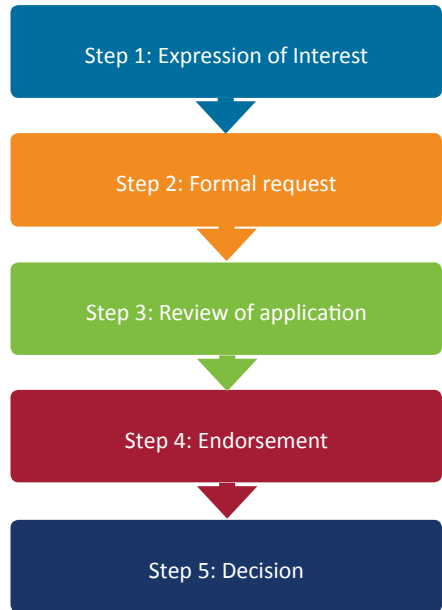 Step 1: Expression of Interest
Step 2: Formal request
Step 3: Review of application
Step 4: Endorsement
Step 5: Decision